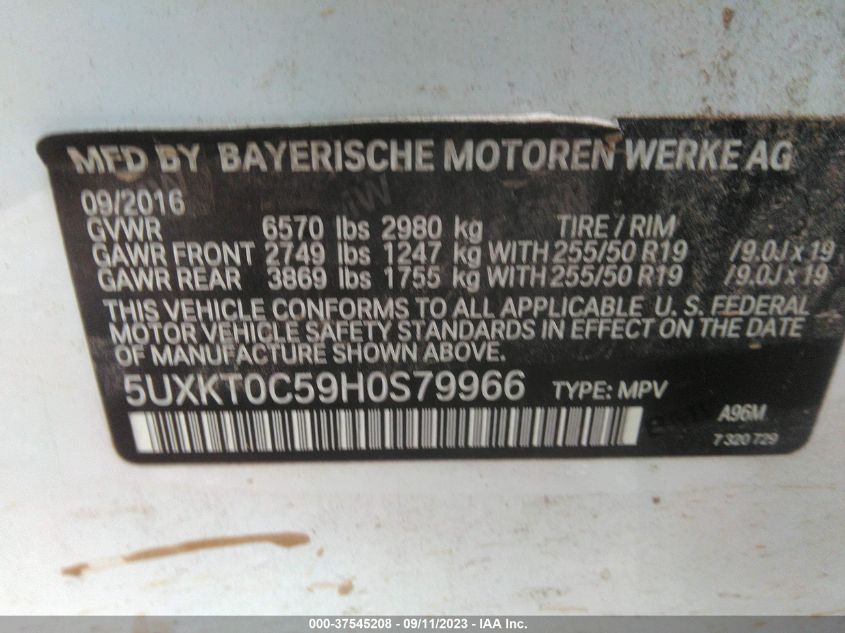 MFD BY BAYERISCHE MOTOREN WERKE AG
09/2016
GVWR 6570 lbs 2980 kg TIRE / RIM
GAWR FRONT 2749 lbs 1247 kg WITH 255/50 R19 /9.0J x 19
GAWR REAR 3869 lbs 1755 kg WITH 255/50 R19 /9.0J x 19
THIS VEHICLE CONFORMS TO ALL APPLICABLE U.S. FEDERAL
MOTOR VEHICLE SAFETY STANDARDS IN EFFECT ON THE DATE
OF MANUFACTURE SHOWN ABOVE.
5UXKT0C59H0S79966 TYPE: MPV
A96M
7 320 729
000-37545208 - 09/11/2023 - IAA Inc.